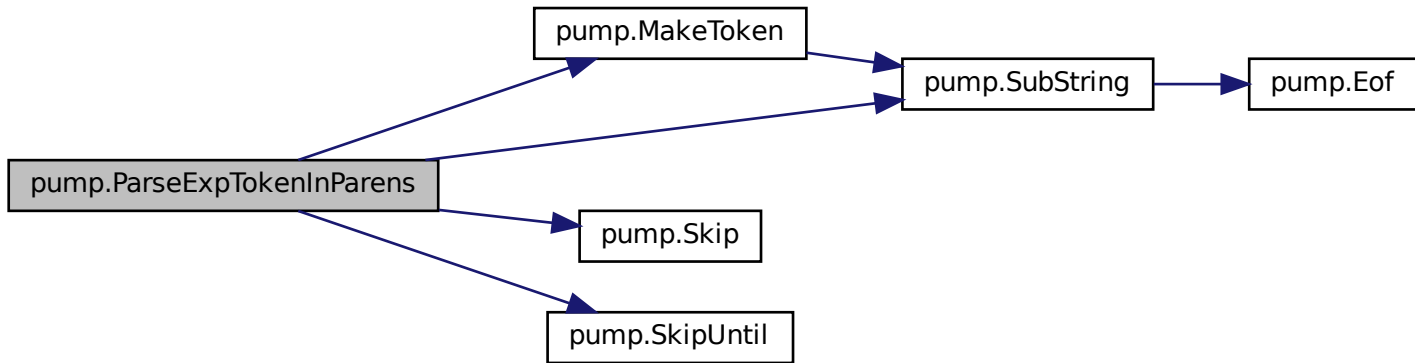 pump.MakeToken
pump.SubString
pump.Eof
pump.ParseExpTokenInParens
pump.Skip
pump.SkipUntil